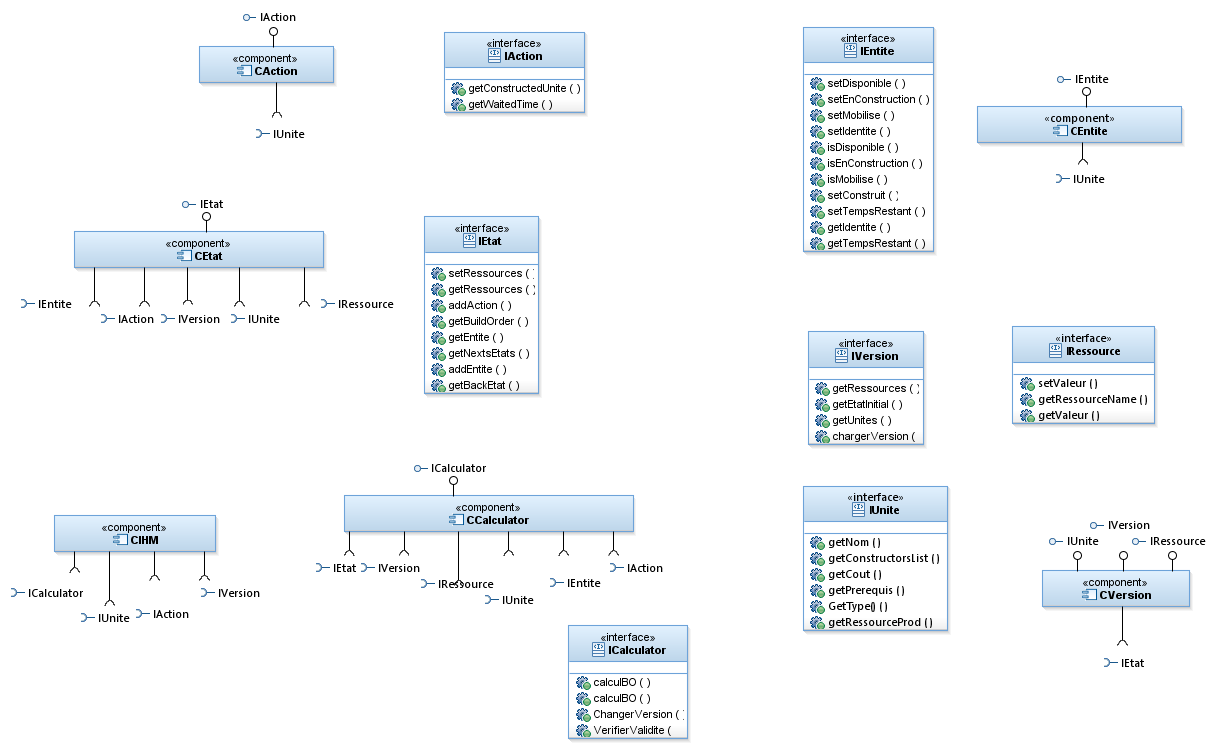 IAction
«component»
CAction
IUnite
«interface»
IAction
getConstructedUnite ( )
getWaitedTime ( )
«interface»
IEntite
setDisponible ( )
setEnConstruction ( )
setMobilise ( )
setIdentite ( )
isDisponible ( )
isEnConstruction ( )
isMobilise ( )
setConstruit ( )
setTempsRestant ( )
getIdentite ( )
getTempsRestant ( )
IEntite
«component»
CEntite
IUnite
IEtat
«component»
CEtat
IEntite
IAction
IVersion
IUnite
IRessource
«interface»
IEtat
setRessources ( )
getRessources ( )
addAction ( )
getBuildOrder ( )
getEntite ( )
getNextsEtats ( )
addEntite ( )
getBackEtat ( )
«interface»
IVersion
getRessources ( )
getEtatInitial ( )
getUnites ( )
chargerVersion (
«interface»
IRessource
setValeur ( )
getRessourceName ( )
getValeur ( )
«component»
CIHM
ICalculator
IUnite
IAction
IVersion
ICalculator
«component»
CCalculator
IEtat
IVersion
IRessource
IUnite
IEntite
IAction
«interface»
ICalculator
calculBO ( )
calculBO ( )
ChangerVersion (
VerifierValidite (
«interface»
IUnite
getNom ( )
getConstructorsList ( )
getCout ( )
getPrerequis ( )
GetType() ( )
getRessourceProd ( )
IVersion
IUnite
IRessource
«component»
CVersion
IEtat